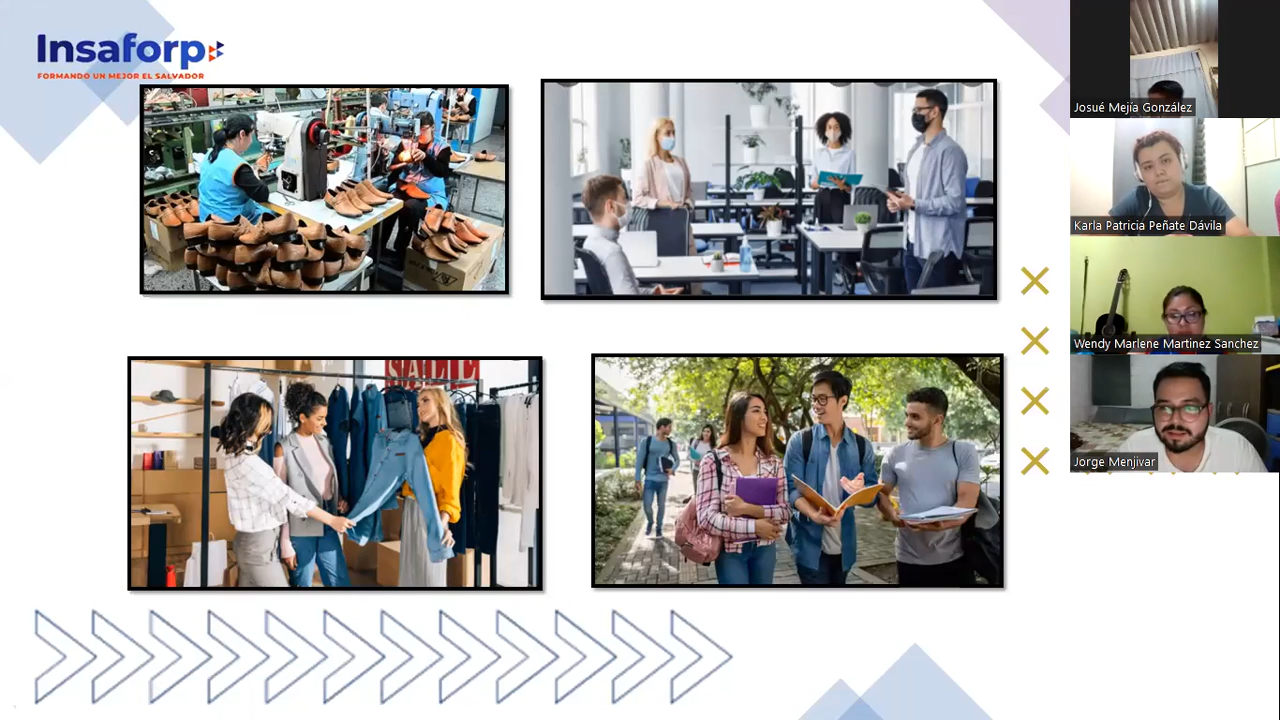 Insaforp
FORMANDO UN MEJOR EL SALVADOR
Josué Mejía González
Karla Patricia Peñate Dávila
Wendy Marlene Martinez Sanchez
Jorge Menjivar